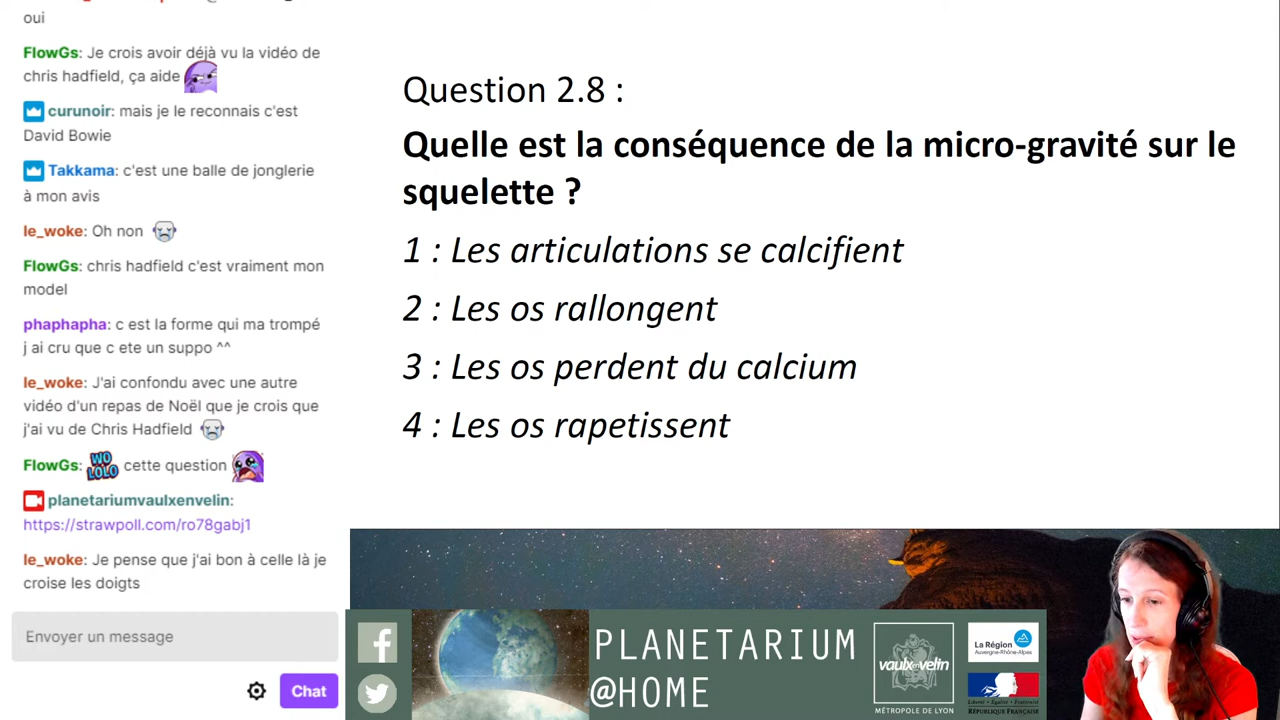 oui
FlowGs: Je crois avoir déjà vu la vidéo de
chris hadfield, ça aide
curunoir: mais je le reconnais c'est
David Bowie
Takkama: c'est une balle de jonglerie
à mon avis
le_woke: Oh non
FlowGs: chris hadfield c'est vraiment mon
model
phaphapha: c est la forme qui ma trompé
j ai cru que c ete un suppo ^^
le_woke: J'ai confondu avec une autre
vidéo d'un repas de Noël que je crois que
j'ai vu de Chris Hadfield
FlowGs: WO LOLO cette question
planetariumvaulxenvelin:
https://strawpoll.com/ro78gabj1
le_woke: Je pense que j'ai bon à celle là je
croise les doigts
Envoyer un message
Chat
Question 2.8 :
Quelle est la conséquence de la micro-gravité sur le
squelette ?
1 : Les articulations se calcifient
2 : Les os rallongent
3 : Les os perdent du calcium
4 : Les os rapetissent
PLANETARIUM
@HOME
vaulx en velin
MÉTROPOLE DE LYON
La Région
Auvergne-Rhône-Alpes
Liberté • Égalité • Fraternité
RÉPUBLIQUE FRANÇAISE